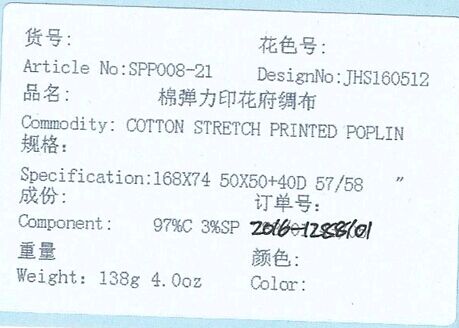 货号: 花色号:
Article No:SPP008-21 DesignNo:JHS160512
品名: 棉弹力印花府绸布
Commodity: COTTON STRETCH PRINTED POPLIN
规格:
Specification:168X74 50X50+40D 57/58 ″
成份: 订单号:
Component: 97%C 3%SP
重量 颜色:
Weight: 138g 4.0oz Color: